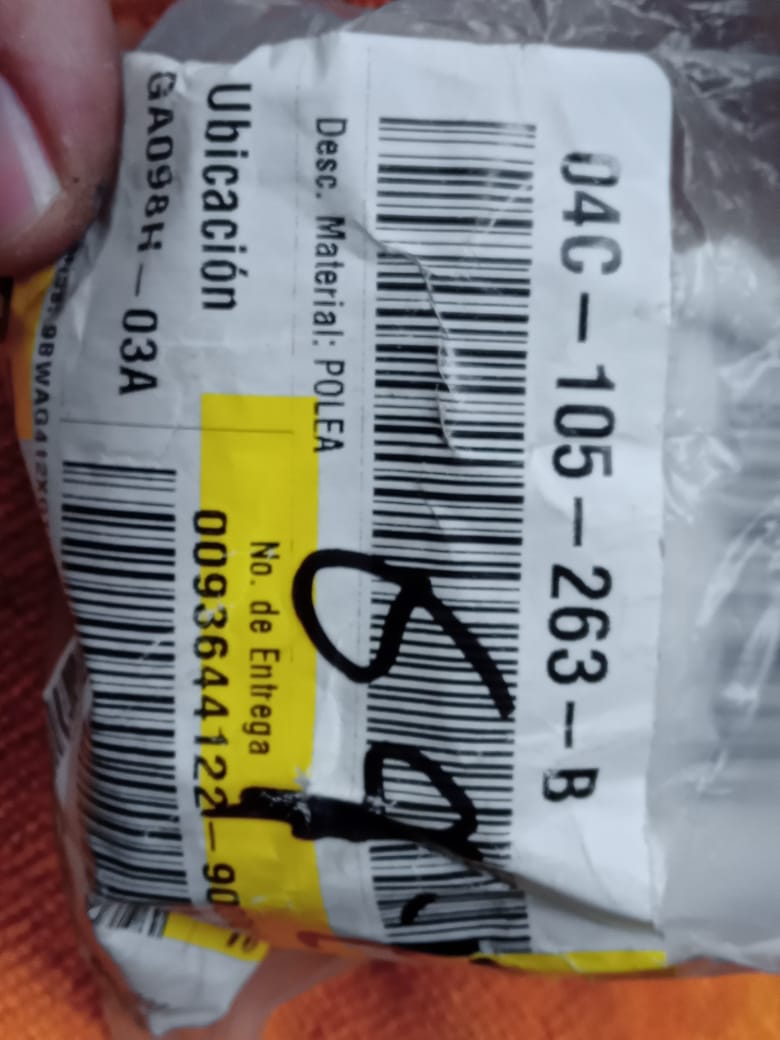 04C-105-263-B
Desc. Material: POLEA
Ubicación
GA098H-03A
No. de Entrega
0093644122-90